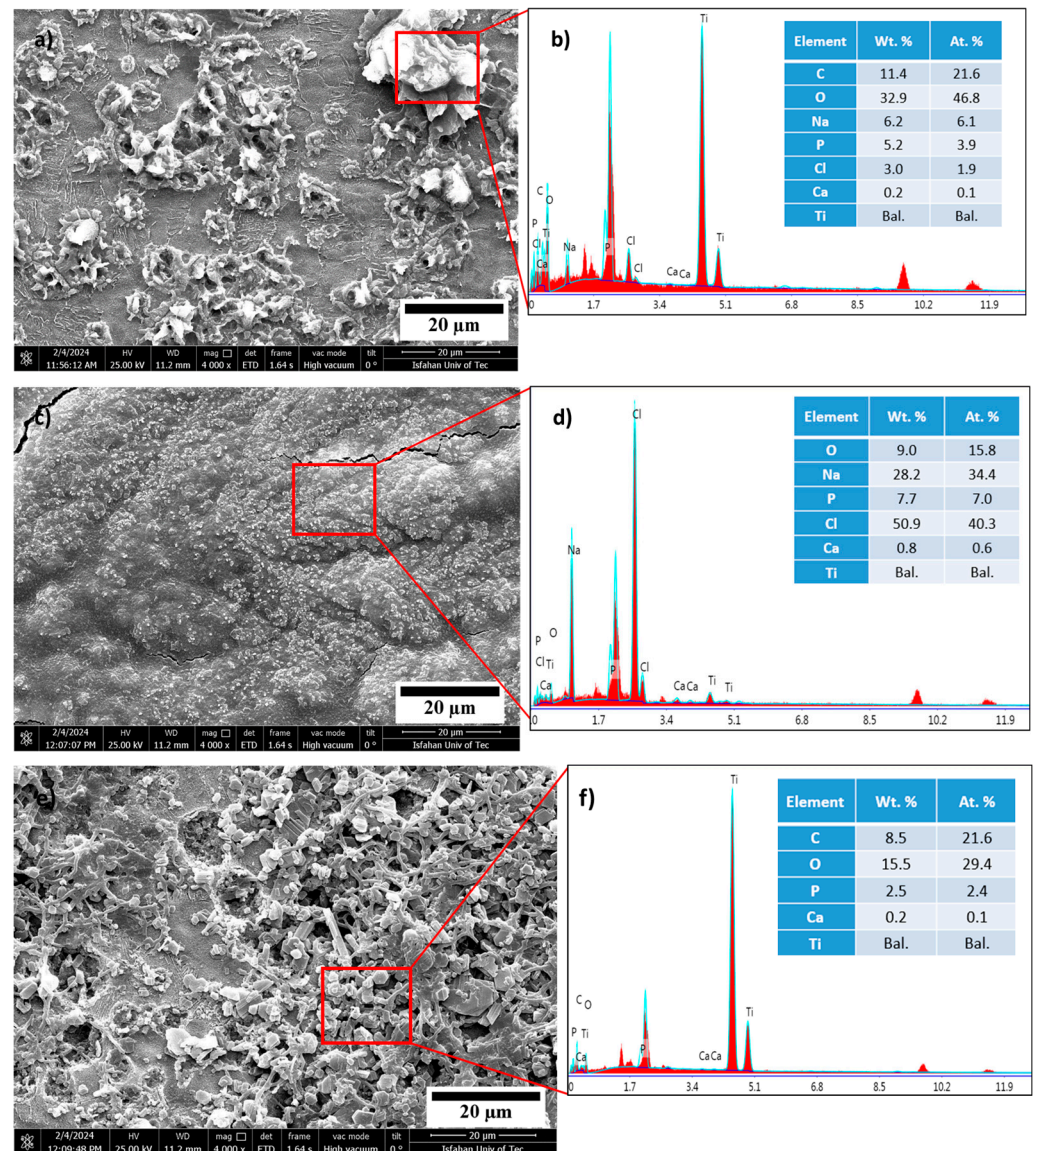 a)
20 µm
2/4/2024 HV WD mag □ det frame vac mode tilt 20 µm
11:56:12 AM 25.00 kV 11.2 mm 4 000 x ETD 1.64 s High vacuum 0 ° Isfahan Univ of Tec
b)
Ti
C
O
P
Ti
Cl
Ca
Na
P
Cl
Cl
Ca Ca
Ti
0 1.7 3.4 5.1 6.8 8.5 10.2 11.9
Element Wt. % At. %
C 11.4 21.6
O 32.9 46.8
Na 6.2 6.1
P 5.2 3.9
Cl 3.0 1.9
Ca 0.2 0.1
Ti Bal. Bal.
c)
20 µm
2/4/2024 HV WD mag □ det frame vac mode tilt 20 µm
12:07:07 PM 25.00 kV 11.2 mm 4 000 x ETD 1.64 s High vacuum 0 ° Isfahan Univ of Tec
d)
Cl
Na
P
O
Cl Ti
Ca
P
Cl
Ca Ca
Ti
Ti
0 1.7 3.4 5.1 6.8 8.5 10.2 11.9
Element Wt. % At. %
O 9.0 15.8
Na 28.2 34.4
P 7.7 7.0
Cl 50.9 40.3
Ca 0.8 0.6
Ti Bal. Bal.
e)
20 µm
2/4/2024 HV WD mag □ det frame vac mode tilt 20 µm
12:09:48 PM 25.00 kV 11.2 mm 4 000 x ETD 1.64 s High vacuum 0 ° Isfahan Univ of Tec
f)
Ti
C
O
P Ti
Ca
P
Ca Ca
Ti
0 1.7 3.4 5.1 6.8 8.5 10.2 11.9
Element Wt. % At. %
C 8.5 21.6
O 15.5 29.4
P 2.5 2.4
Ca 0.2 0.1
Ti Bal. Bal.